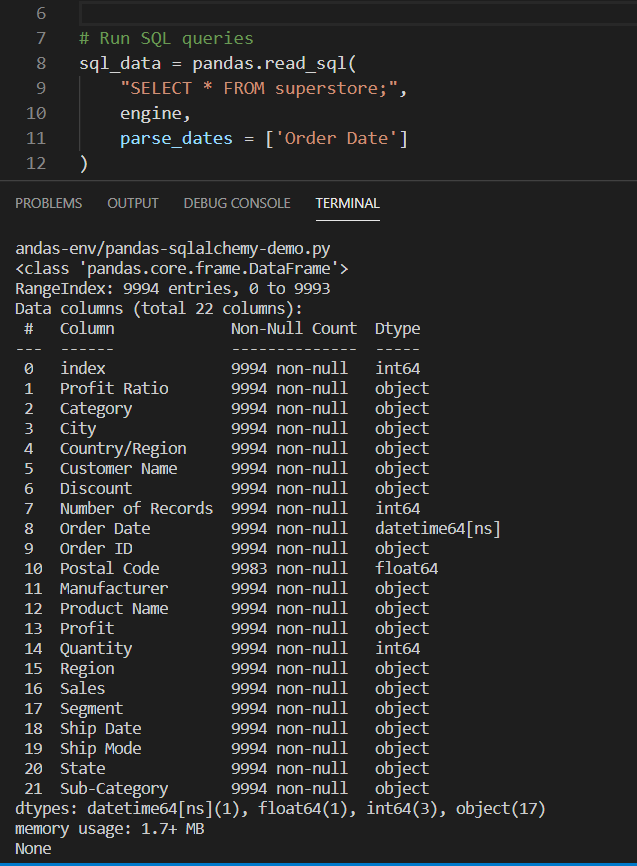 6
7 # Run SQL queries
8 sql_data = pandas.read_sql(
9     "SELECT * FROM superstore;",
10     engine,
11     parse_dates = ['Order Date']
12 )
PROBLEMS OUTPUT DEBUG CONSOLE TERMINAL
andas-env/pandas-sqlalchemy-demo.py
<class 'pandas.core.frame.DataFrame'>
RangeIndex: 9994 entries, 0 to 9993
Data columns (total 22 columns):
 #   Column             Non-Null Count  Dtype
---  ------             --------------  -----
 0   index              9994 non-null   int64
 1   Profit Ratio       9994 non-null   object
 2   Category           9994 non-null   object
 3   City               9994 non-null   object
 4   Country/Region     9994 non-null   object
 5   Customer Name      9994 non-null   object
 6   Discount           9994 non-null   object
 7   Number of Records  9994 non-null   int64
 8   Order Date         9994 non-null   datetime64[ns]
 9   Order ID           9994 non-null   object
 10  Postal Code        9983 non-null   float64
 11  Manufacturer       9994 non-null   object
 12  Product Name       9994 non-null   object
 13  Profit             9994 non-null   object
 14  Quantity           9994 non-null   int64
 15  Region             9994 non-null   object
 16  Sales              9994 non-null   object
 17  Segment            9994 non-null   object
 18  Ship Date          9994 non-null   object
 19  Ship Mode          9994 non-null   object
 20  State              9994 non-null   object
 21  Sub-Category       9994 non-null   object
dtypes: datetime64[ns](1), float64(1), int64(3), object(17)
memory usage: 1.7+ MB
None